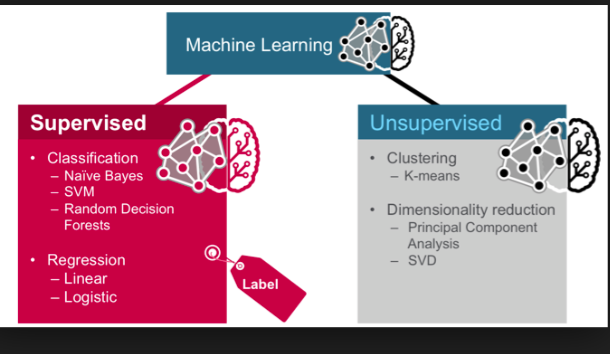 Machine Learning
Supervised
• Classification
– Naïve Bayes
– SVM
– Random Decision
Forests
• Regression
– Linear
– Logistic
Label
Unsupervised
• Clustering
– K-means
• Dimensionality reduction
– Principal Component
Analysis
– SVD